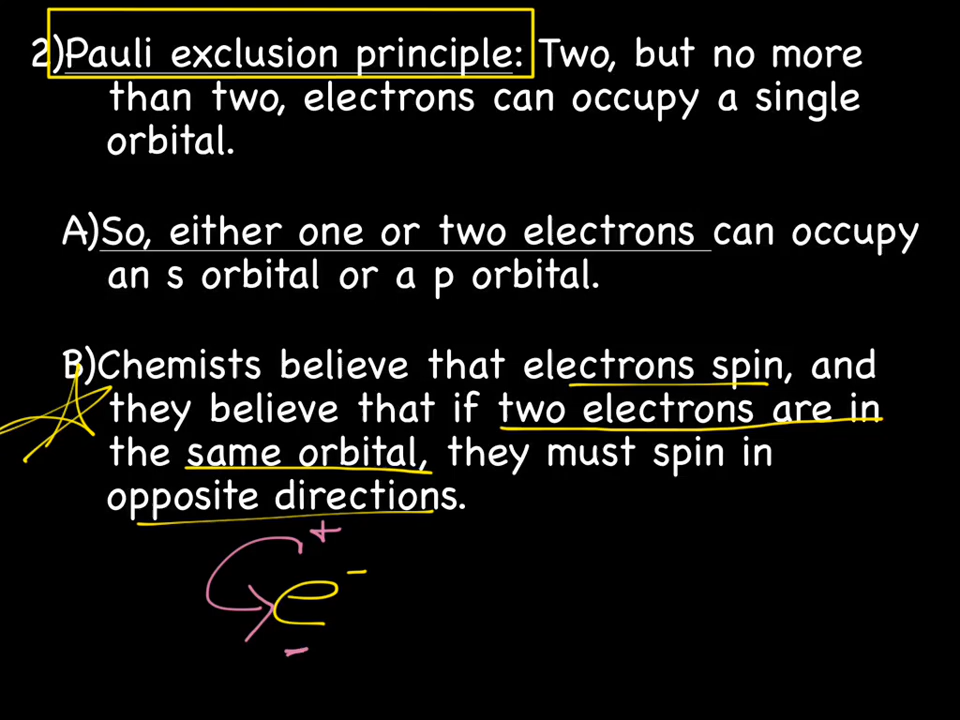 2)Pauli exclusion principle: Two, but no more
than two, electrons can occupy a single
orbital.
A)So, either one or two electrons can occupy
an s orbital or a p orbital.
B)Chemists believe that electrons spin, and
they believe that if two electrons are in
the same orbital, they must spin in
opposite directions.
+
e⁻
-